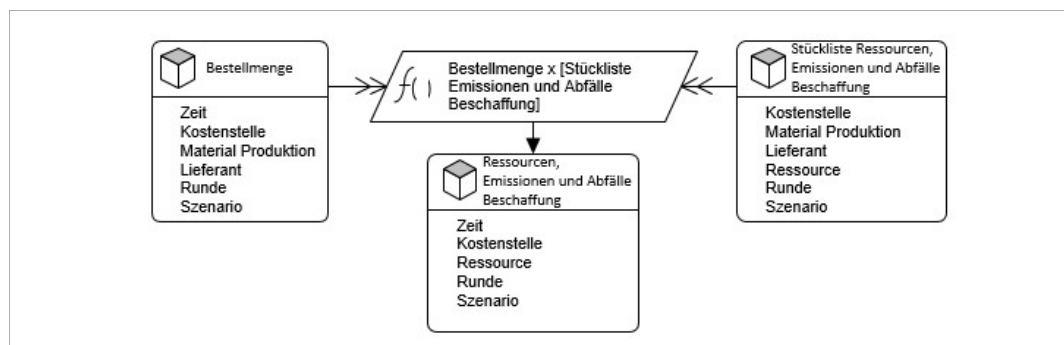 Bestellmenge
Zeit
Kostenstelle
Material Produktion
Lieferant
Runde
Szenario
f()
Bestellmenge x [Stückliste
Emissionen und Abfälle
Beschaffung]
Stückliste Ressourcen,
Emissionen und Abfälle
Beschaffung
Kostenstelle
Material Produktion
Lieferant
Ressource
Runde
Szenario
Ressourcen,
Emissionen und Abfälle
Beschaffung
Zeit
Kostenstelle
Ressource
Runde
Szenario